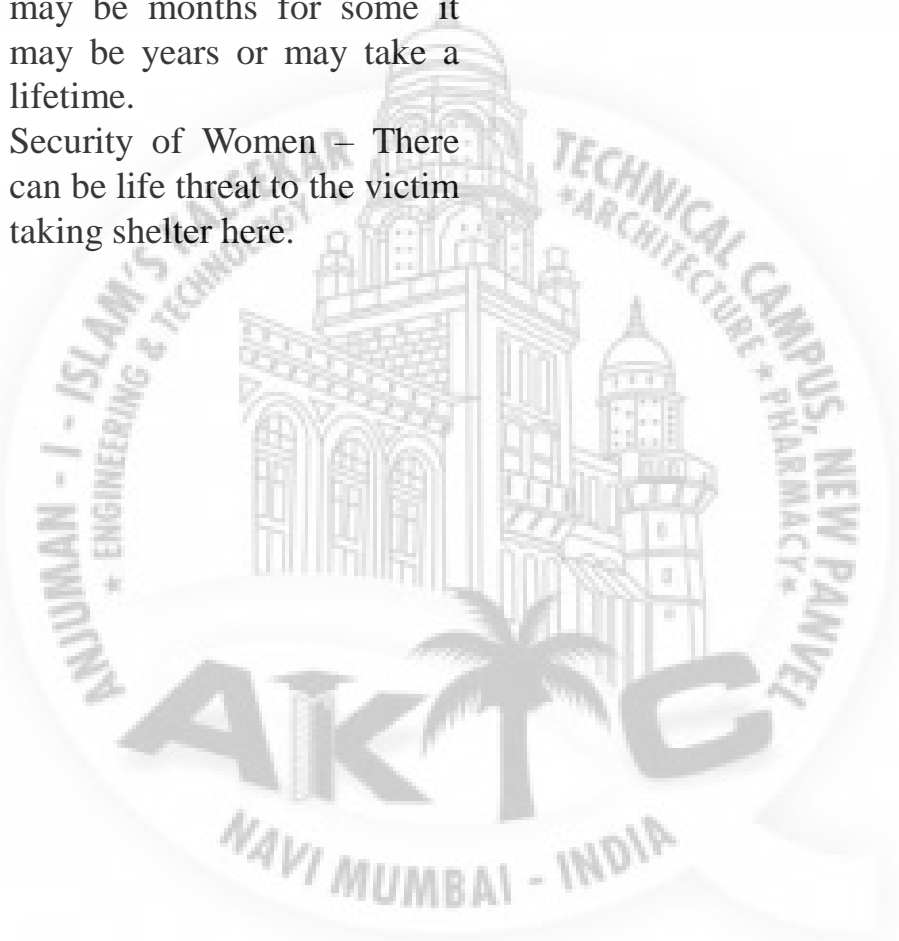 may be months for some it
may be years or may take a
lifetime.
Security of Women – There
can be life threat to the victim
taking shelter here.
ANJUMAN - I - ISLAM'S KALSEKAR TECHNICAL CAMPUS, NEW PANVEL
* ENGINEERING & TECHNOLOGY *ARCHITECTURE * PHARMACY*
AKTC
NAVI MUMBAI - INDIA